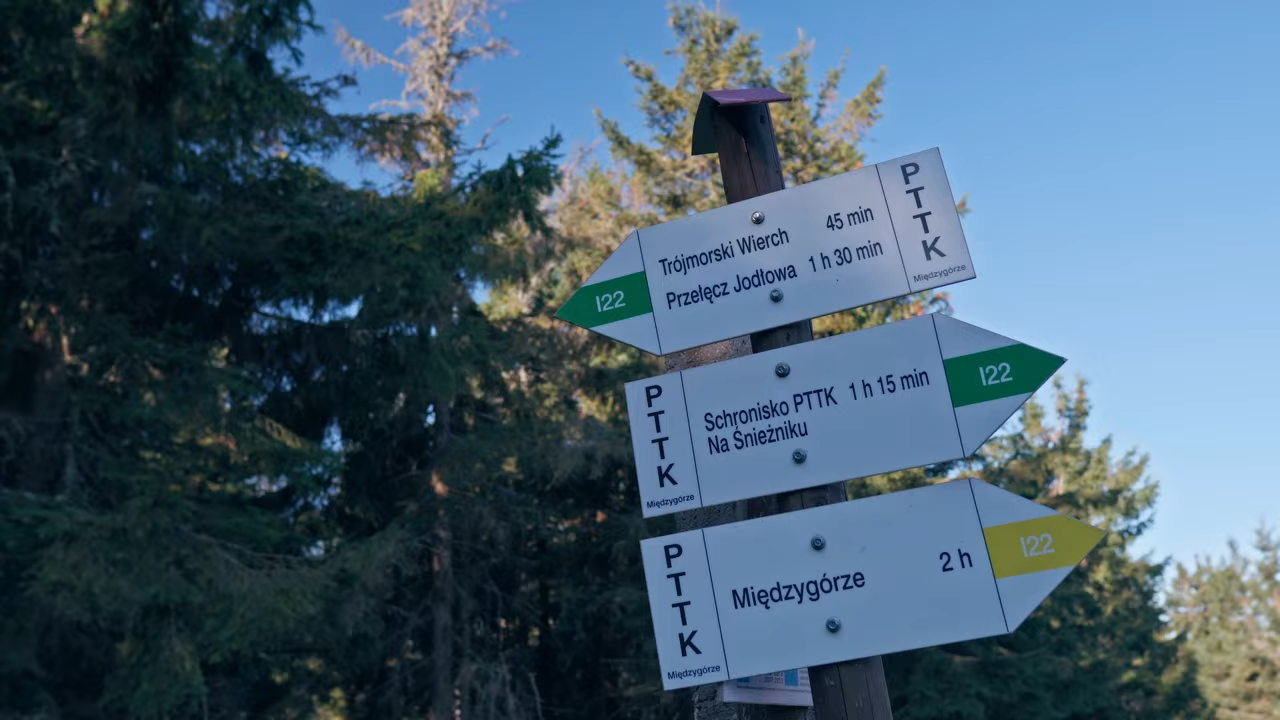 I22
Trójmorski Wierch 45 min
Przełęcz Jodłowa 1 h 30 min
PTTK
Międzygórze
PTTK
Międzygórze
Schronisko PTTK 1 h 15 min
Na Śnieżniku
I22
PTTK
Międzygórze
Międzygórze 2 h
I22